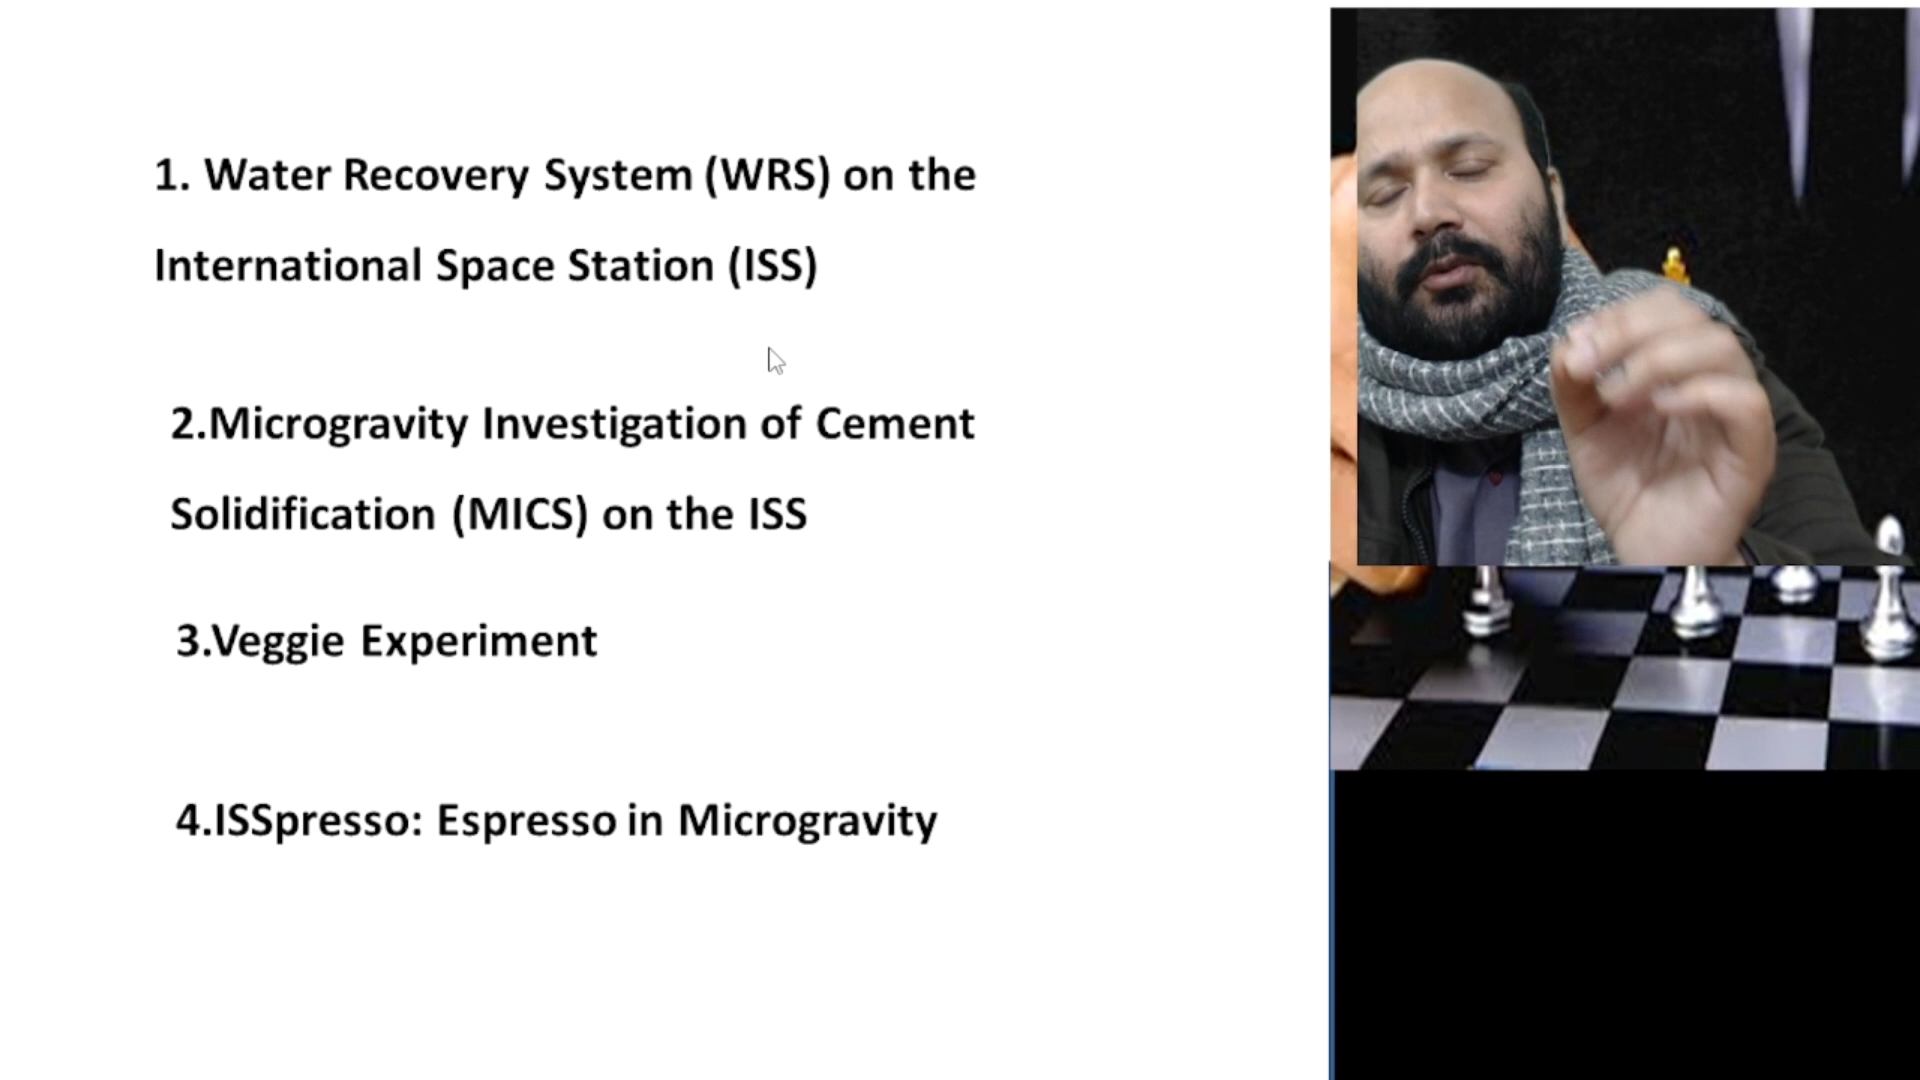 1. Water Recovery System (WRS) on the
International Space Station (ISS)
2.Microgravity Investigation of Cement
Solidification (MICS) on the ISS
3.Veggie Experiment
4.ISSpresso: Espresso in Microgravity